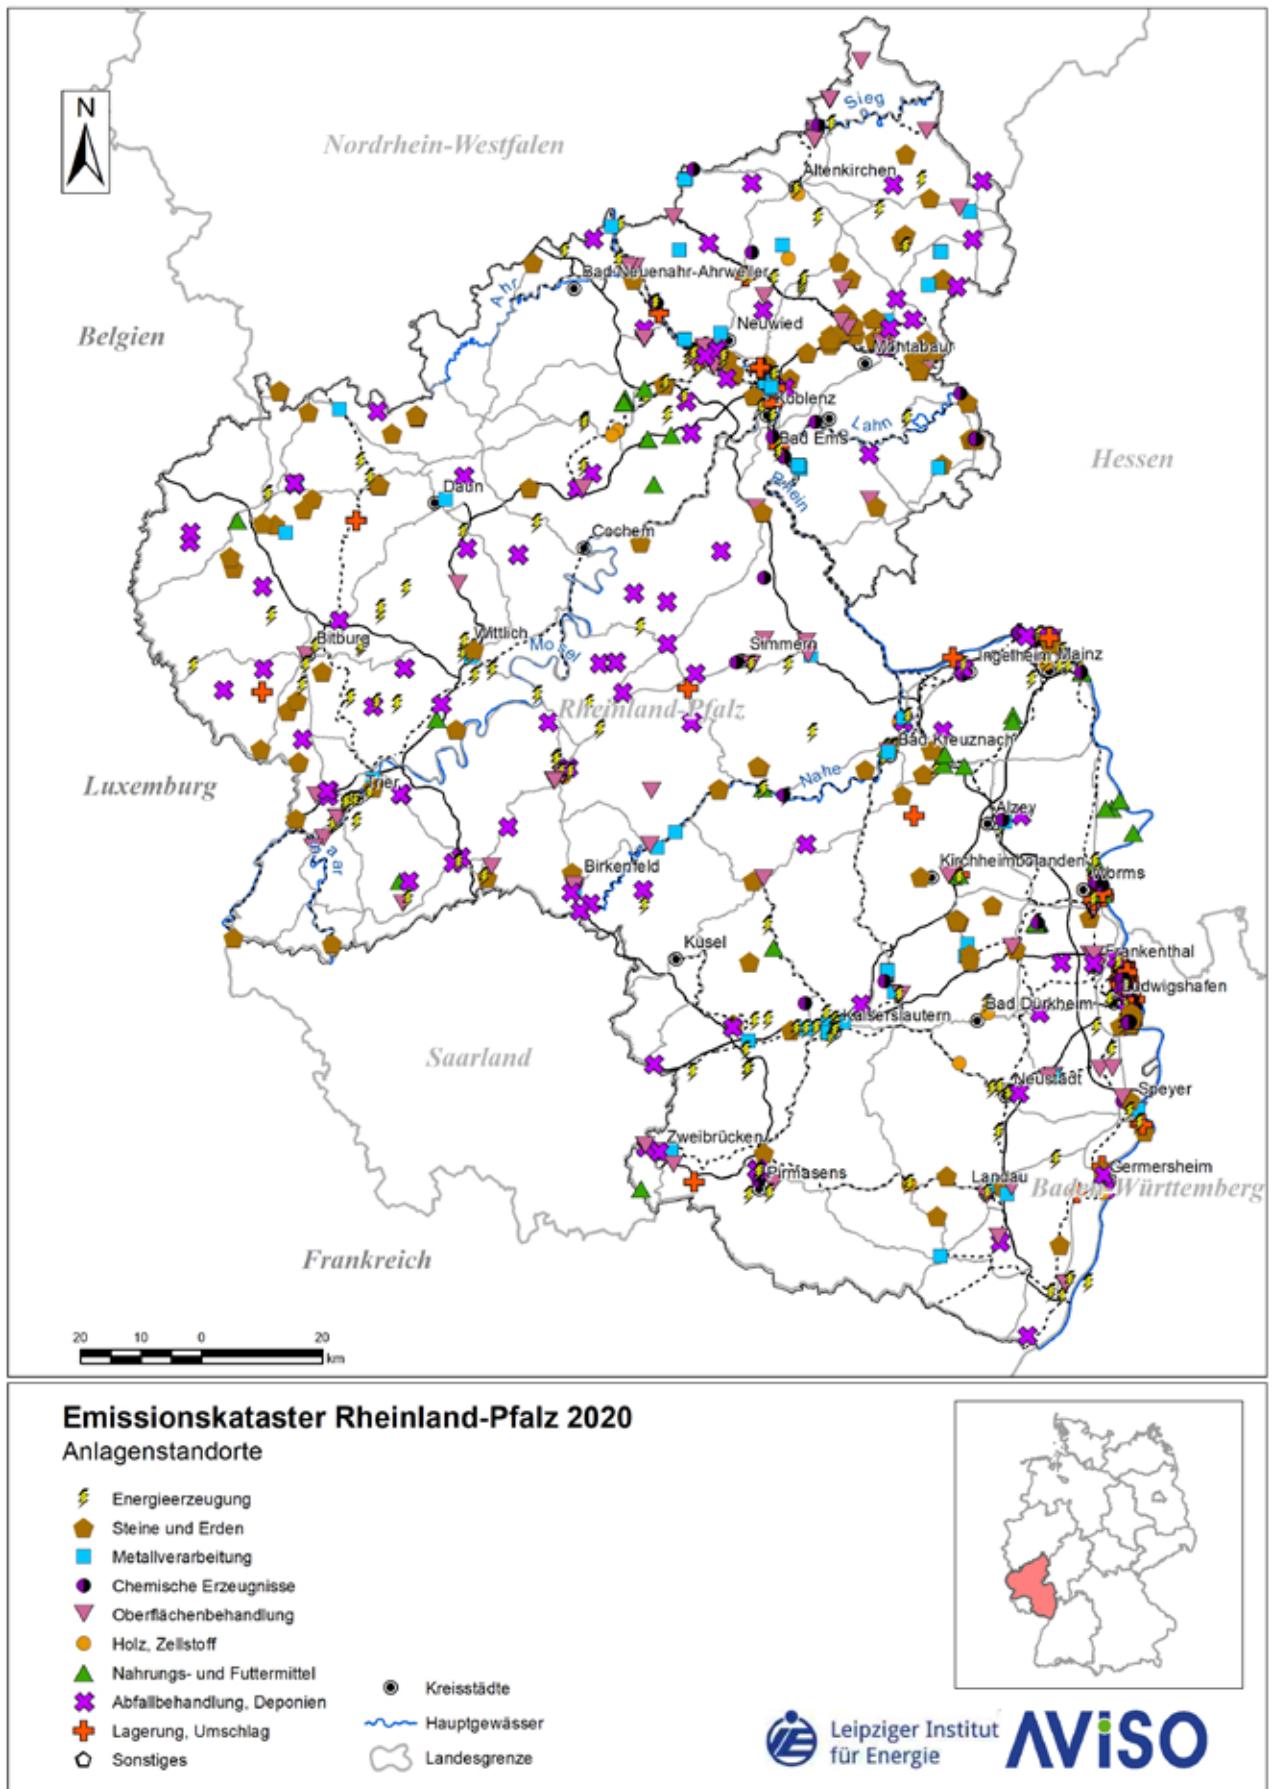 N
Nordrhein-Westfalen
Sieg
Altenkirchen
Bad Neuenahr-Ahrweiler
Ahr
Belgien
Neuwied
Montabaur
Koblenz
Lahn
Bad Ems
Hessen
Rhein
Daun
Cochem
Wittlich
Mosel
Bitburg
Simmern
Ingelheim
Mainz
Rheinland-Pfalz
Bad Kreuznach
Luxemburg
Trier
Nahe
Alzey
Saar
Birkenfeld
Kirchheimbolanden
Worms
Kusel
Frankenthal
Ludwigshafen
Bad Dürkheim
Kaiserslautern
Saarland
Neustadt
Speyer
Zweibrücken
Pirmasens
Germersheim
Landau
Baden-Württemberg
Frankreich
20 10 0 20
km
Emissionskataster Rheinland-Pfalz 2020
Anlagenstandorte
Energieerzeugung
Steine und Erden
Metallverarbeitung
Chemische Erzeugnisse
Oberflächenbehandlung
Holz, Zellstoff
Nahrungs- und Futtermittel
Abfallbehandlung, Deponien
Lagerung, Umschlag
Sonstiges
Kreisstädte
Hauptgewässer
Landesgrenze
Leipziger Institut
für Energie
AViSO